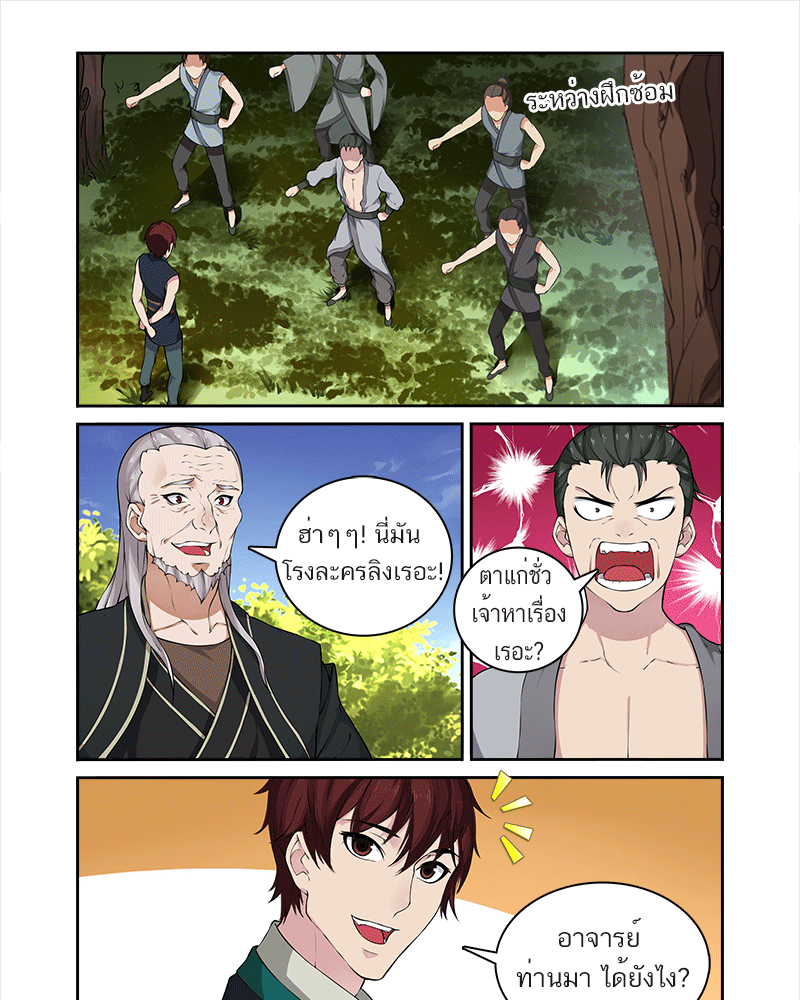 ระหว่างฝึกซ้อม
ฮ่าๆๆ! นี่มัน
โรงละครลิงเรอะ!
ตาแก่ชั่ว
เจ้าหาเรื่อง
เรอะ?
อาจารย์
ท่านมา ได้ยังไง?